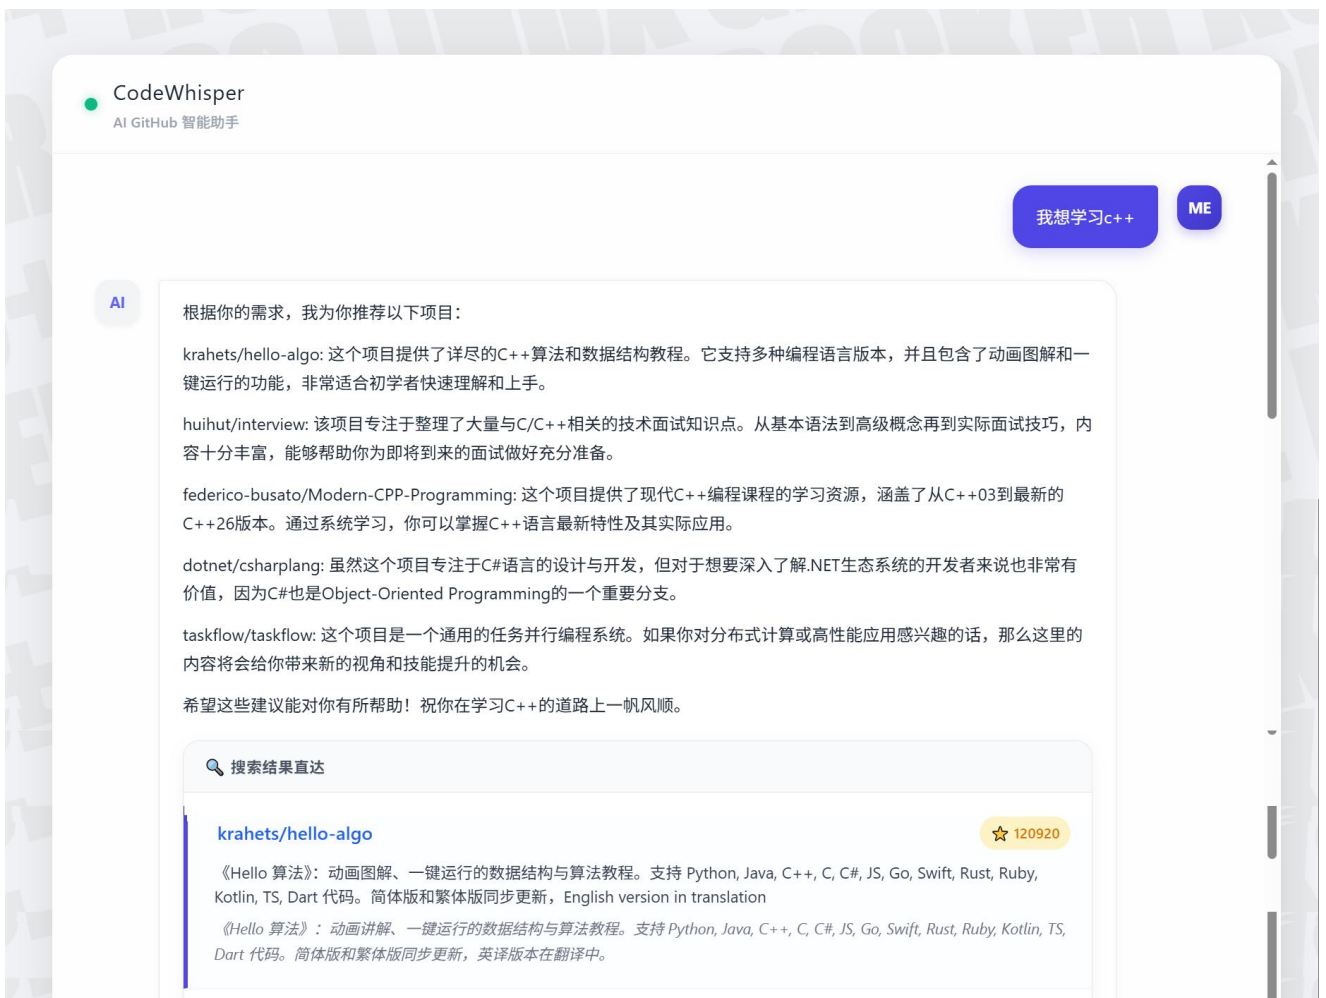 CodeWhisper
AI GitHub 智能助手
我想学习c++
ME
AI
根据你的需求，我为你推荐以下项目：
krahets/hello-algo: 这个项目提供了详尽的C++算法和数据结构教程。它支持多种编程语言版本，并且包含了动画图解和一
键运行的功能，非常适合初学者快速理解和上手。
huihut/interview: 该项目专注于整理了大量与C/C++相关的技术面试知识点。从基本语法到高级概念再到实际面试技巧，内
容十分丰富，能够帮助你为即将到来的面试做好充分准备。
federico-busato/Modern-CPP-Programming: 这个项目提供了现代C++编程课程的学习资源，涵盖了从C++03到最新的
C++26版本。通过系统学习，你可以掌握C++语言最新特性及其实际应用。
dotnet/csharplang: 虽然这个项目专注于C#语言的设计与开发，但对于想要深入了解.NET生态系统的开发者来说也非常有
价值，因为C#也是Object-Oriented Programming的一个重要分支。
taskflow/taskflow: 这个项目是一个通用的任务并行编程系统。如果你对分布式计算或高性能应用感兴趣的话，那么这里的
内容将会给你带来新的视角和技能提升的机会。
希望这些建议能对你有所帮助！祝你在学习C++的道路上一帆风顺。
🔍 搜索结果直达
krahets/hello-algo
⭐ 120920
《Hello 算法》：动画图解、一键运行的数据结构与算法教程。支持 Python, Java, C++, C, C#, JS, Go, Swift, Rust, Ruby,
Kotlin, TS, Dart 代码。简体版和繁体版同步更新，English version in translation
《Hello 算法》：动画讲解、一键运行的数据结构与算法教程。支持 Python, Java, C++, C, C#, JS, Go, Swift, Rust, Ruby, Kotlin, TS,
Dart 代码。简体版和繁体版同步更新，英译版本在翻译中。